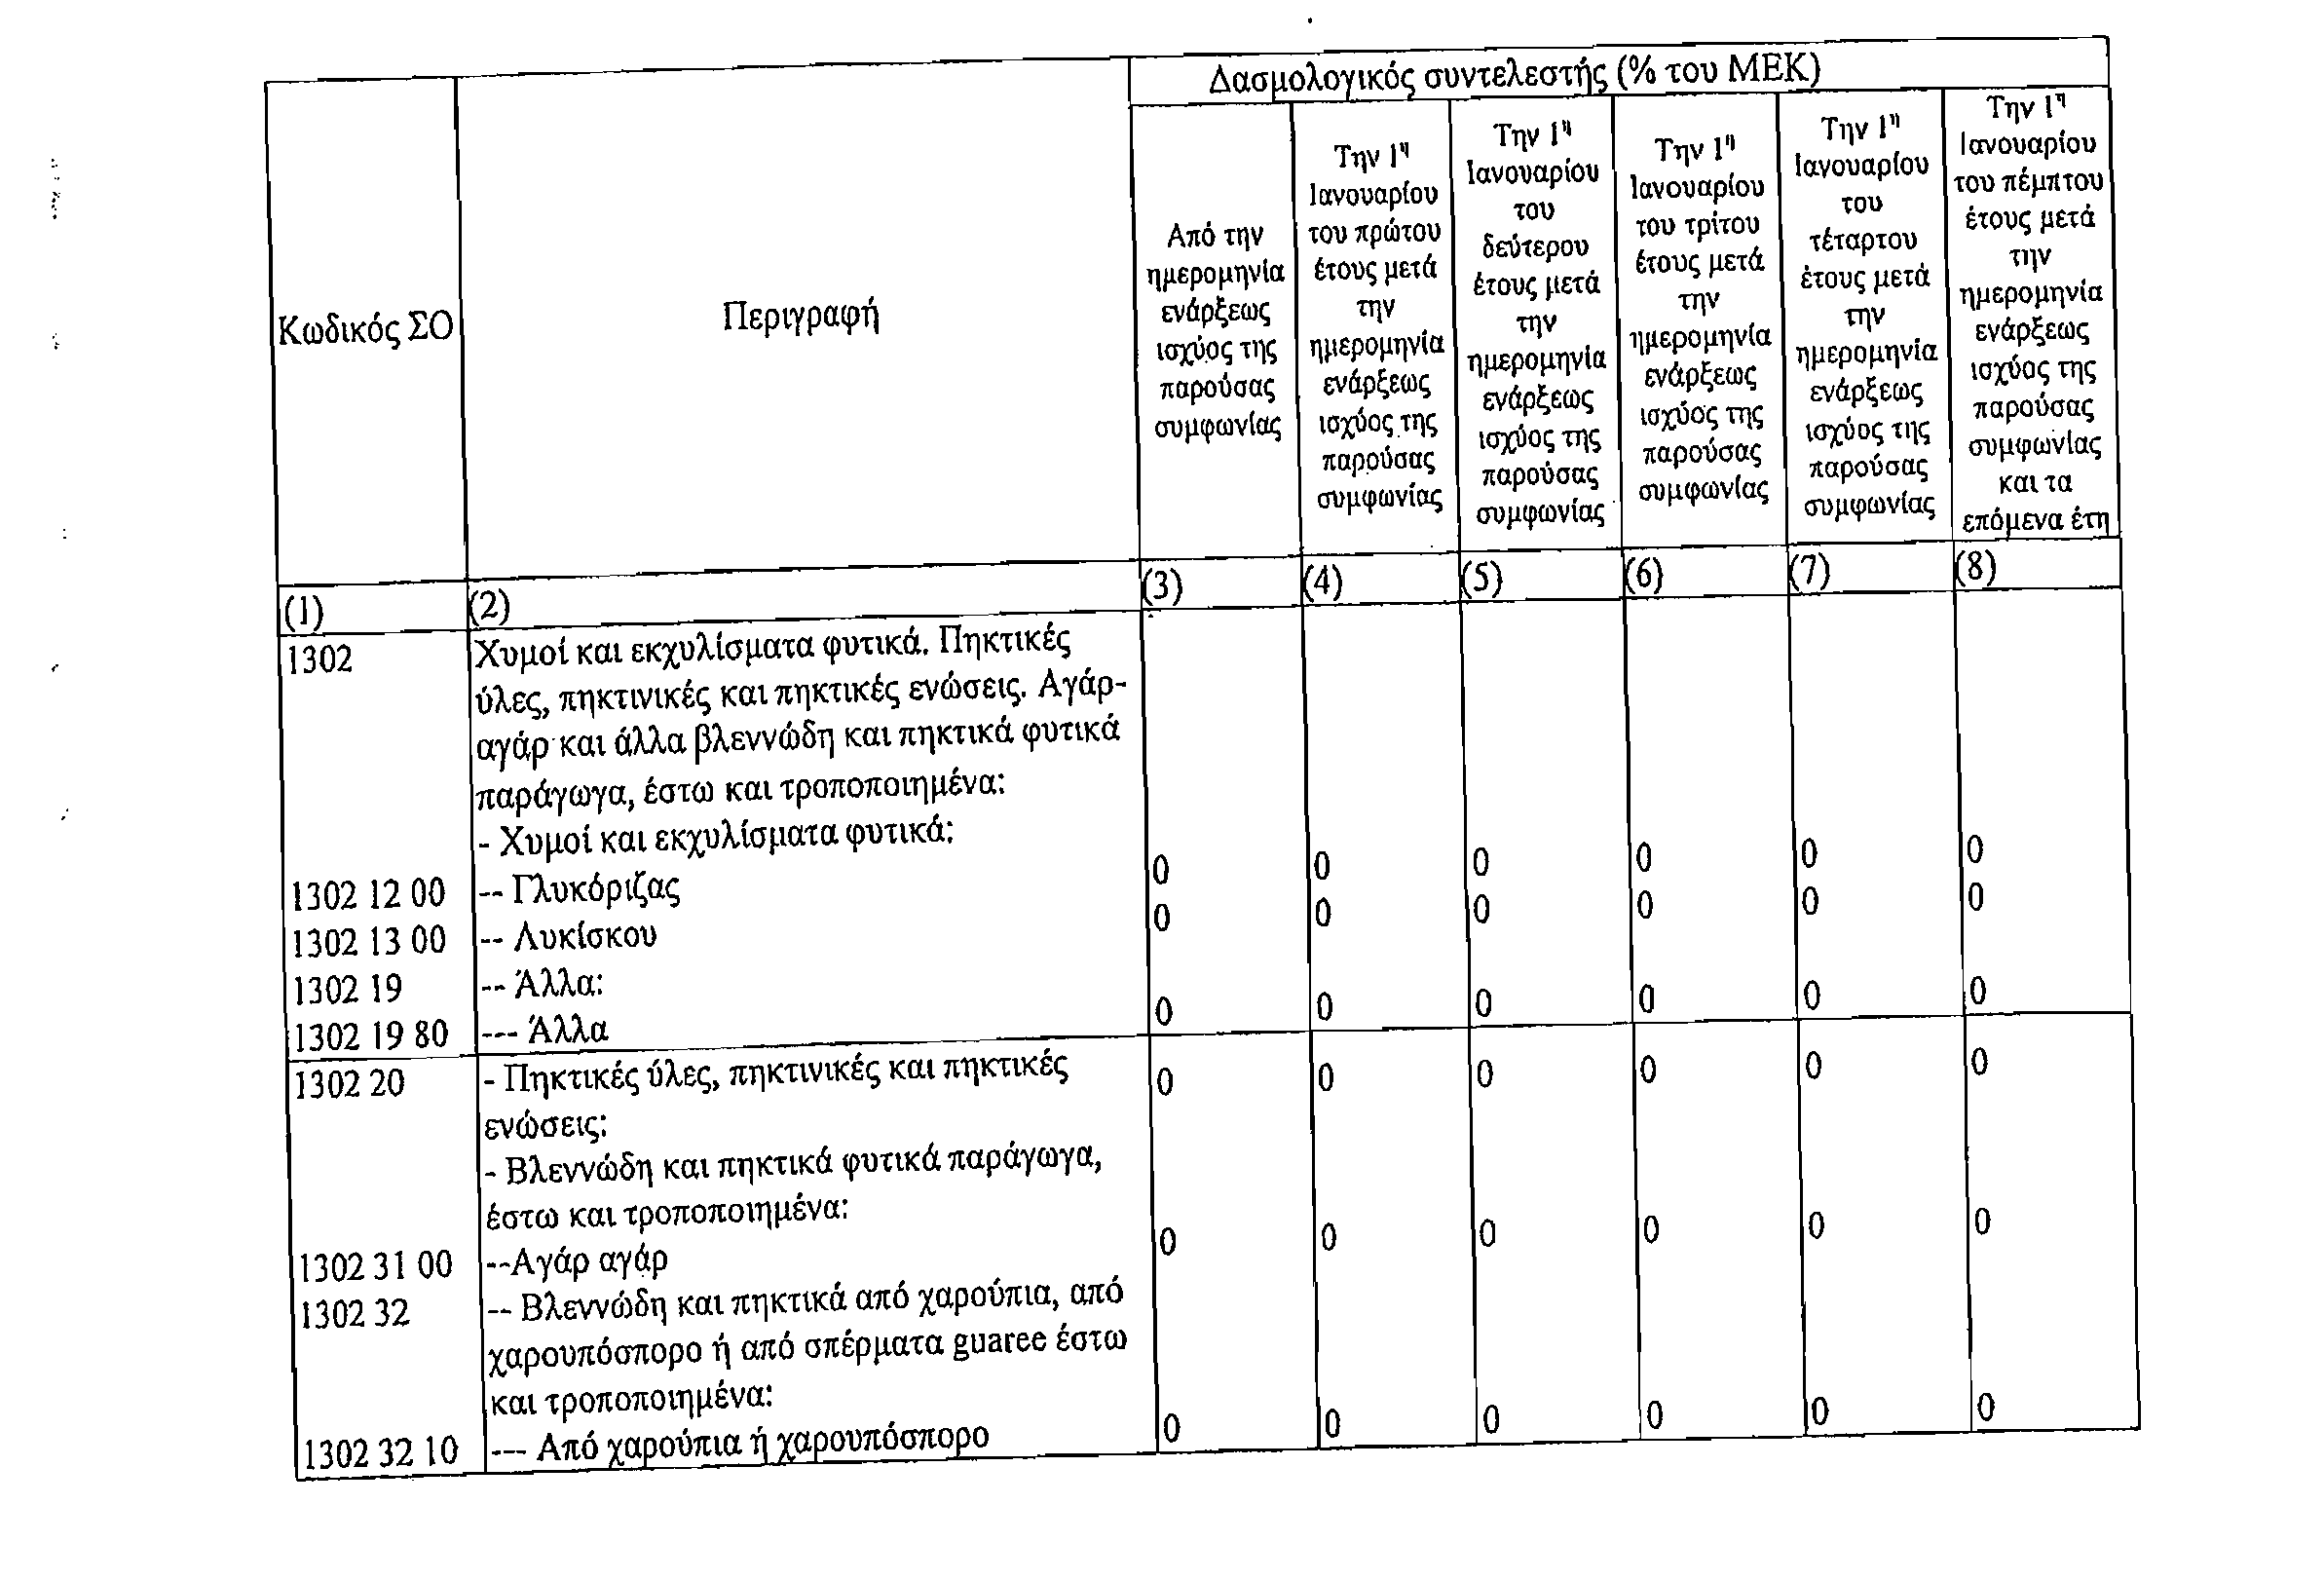 Δασμολογικός συντελεστής (% του ΜΕΚ)
Κωδικός ΣΟ
Περιγραφή
Από την
ημερομηνία
ενάρξεως
ισχύος της
παρούσας
συμφωνίας
Την 1η
Ιανουαρίου
του πρώτου
έτους μετά
την
ημερομηνία
ενάρξεως
ισχύος της
παρούσας
συμφωνίας
Την 1η
Ιανουαρίου
του
δεύτερου
έτους μετά
την
ημερομηνία
ενάρξεως
ισχύος της
παρούσας
συμφωνίας
Την 1η
Ιανουαρίου
του τρίτου
έτους μετά
την
ημερομηνία
ενάρξεως
ισχύος της
παρούσας
συμφωνίας
Την 1η
Ιανουαρίου
του
τέταρτου
έτους μετά
την
ημερομηνία
ενάρξεως
ισχύος της
παρούσας
συμφωνίας
Την 1η
Ιανουαρίου
του πέμπτου
έτους μετά
την
ημερομηνία
ενάρξεως
ισχύος της
παρούσας
συμφωνίας
και τα
επόμενα έτη
(1) (2) (3) (4) (5) (6) (7) (8)
1302 Χυμοί και εκχυλίσματα φυτικά. Πηκτικές
ύλες, πηκτινικές και πηκτικές ενώσεις. Αγάρ-
αγάρ και άλλα βλεννώδη και πηκτικά φυτικά
παράγωγα, έστω και τροποποιημένα:
- Χυμοί και εκχυλίσματα φυτικά:
1302 12 00 -- Γλυκόριζας 0 0 0 0 0 0
1302 13 00 -- Λυκίσκου 0 0 0 0 0 0
1302 19 -- Άλλα:
1302 19 80 --- Άλλα 0 0 0 0 0 0
1302 20 - Πηκτικές ύλες, πηκτινικές και πηκτικές 0 0 0 0 0 0
ενώσεις:
- Βλεννώδη και πηκτικά φυτικά παράγωγα,
έστω και τροποποιημένα:
1302 31 00 --Αγάρ αγάρ 0 0 0 0 0 0
1302 32 -- Βλεννώδη και πηκτικά από χαρούπια, από
χαρουπόσπορο ή από σπέρματα guaree έστω
και τροποποιημένα:
1302 32 10 --- Από χαρούπια ή χαρουπόσπορο 0 0 0 0 0 0